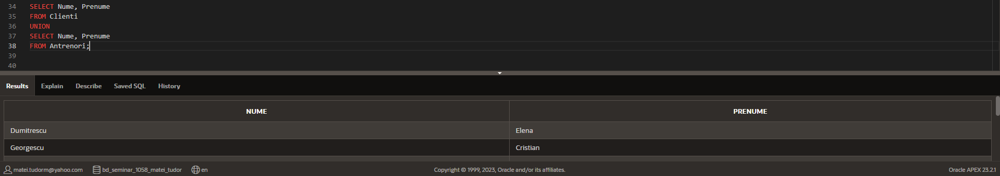 34 SELECT Nume, Prenume
35 FROM Clienti
36 UNION
37 SELECT Nume, Prenume
38 FROM Antrenori;
39
40
Results Explain Describe Saved SQL History
NUME PRENUME
Dumitrescu Elena
Georgescu Cristian
matei.tudorm@yahoo.com bd_seminar_1058_matei_tudor en Copyright © 1999, 2023, Oracle and/or its affiliates. Oracle APEX 23.2.1